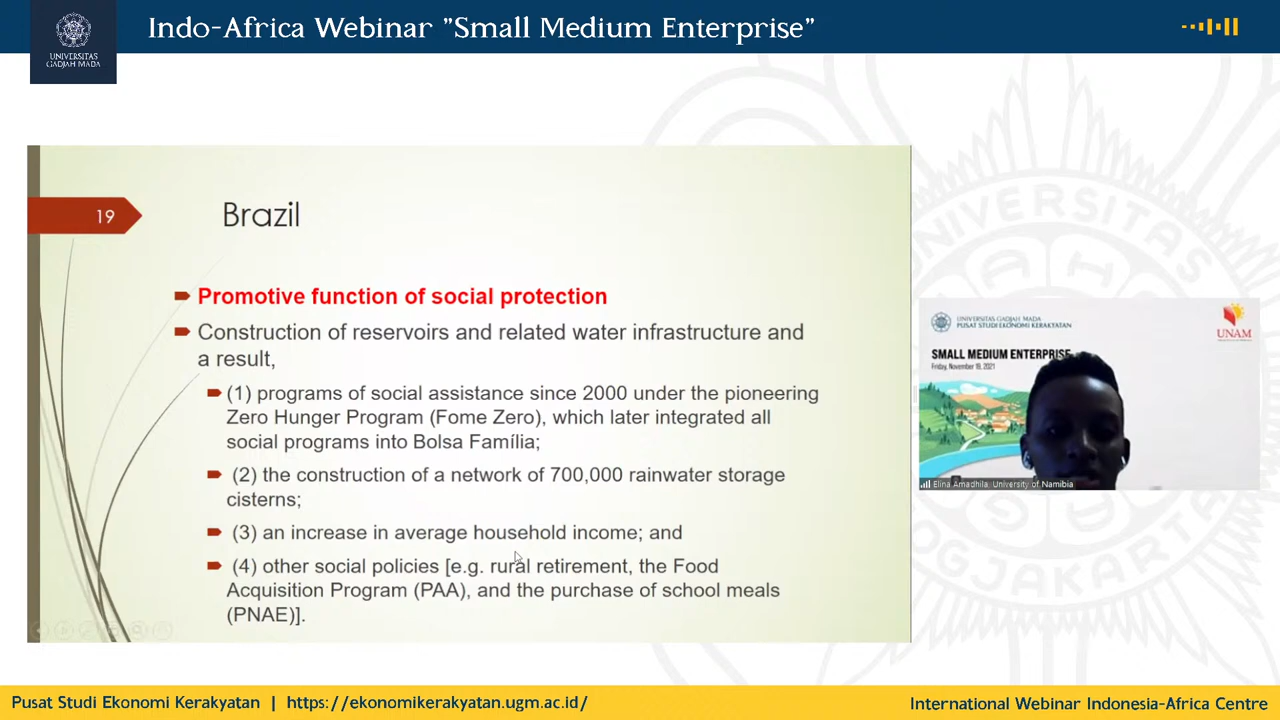 Indo-Africa Webinar "Small Medium Enterprise"
UNIVERSITAS
GADJAH MADA
19
Brazil
Promotive function of social protection
Construction of reservoirs and related water infrastructure and
a result,
(1) programs of social assistance since 2000 under the pioneering
Zero Hunger Program (Fome Zero), which later integrated all
social programs into Bolsa Família;
(2) the construction of a network of 700,000 rainwater storage
cisterns;
(3) an increase in average household income; and
(4) other social policies [e.g. rural retirement, the Food
Acquisition Program (PAA), and the purchase of school meals
(PNAE)].
UNIVERSITAS GADJAH MADA
PUSAT STUDI EKONOMI KERAKYATAN
UNAM
SMALL MEDIUM ENTERPRISE
Friday, November 19, 2021
Elina Amadhila. University of Namibia
Pusat Studi Ekonomi Kerakyatan | https://ekonomikerakyatan.ugm.ac.id/
International Webinar Indonesia-Africa Centre